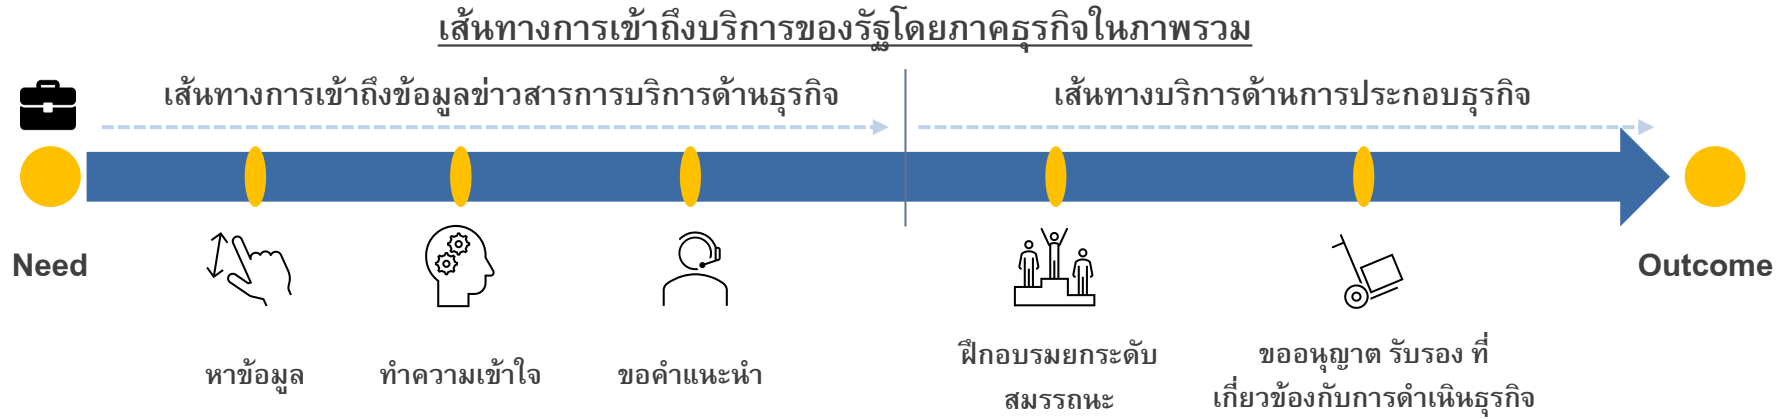 เส้นทางการเข้าถึงบริการของรัฐโดยภาคธุรกิจในภาพรวม
เส้นทางการเข้าถึงข้อมูลข่าวสารการบริการด้านธุรกิจ
เส้นทางบริการด้านการประกอบธุรกิจ
Need
Outcome
หาข้อมูล
ทำความเข้าใจ
ขอคำแนะนำ
ฝึกอบรมยกระดับ
สมรรถนะ
ขออนุญาต รับรอง ที่
เกี่ยวข้องกับการดำเนินธุรกิจ